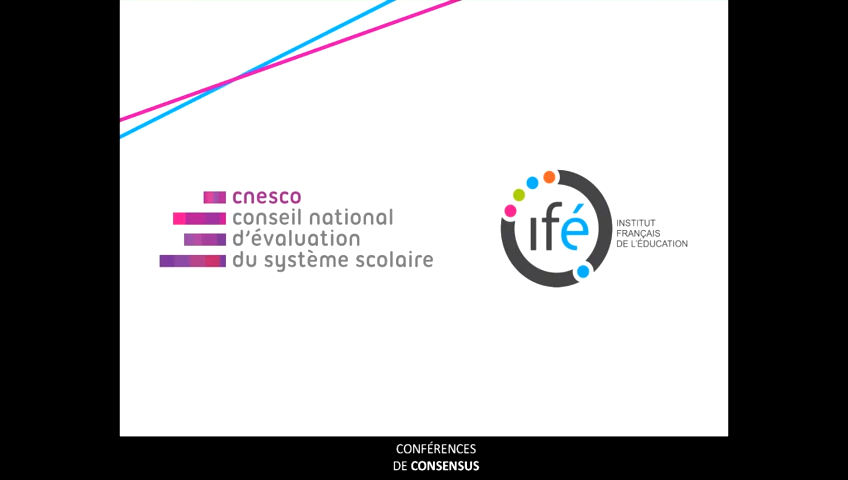 cnesco
conseil national
d'évaluation
du système scolaire
ifé
INSTITUT
FRANÇAIS
DE L'ÉDUCATION
CONFÉRENCES
DE CONSENSUS